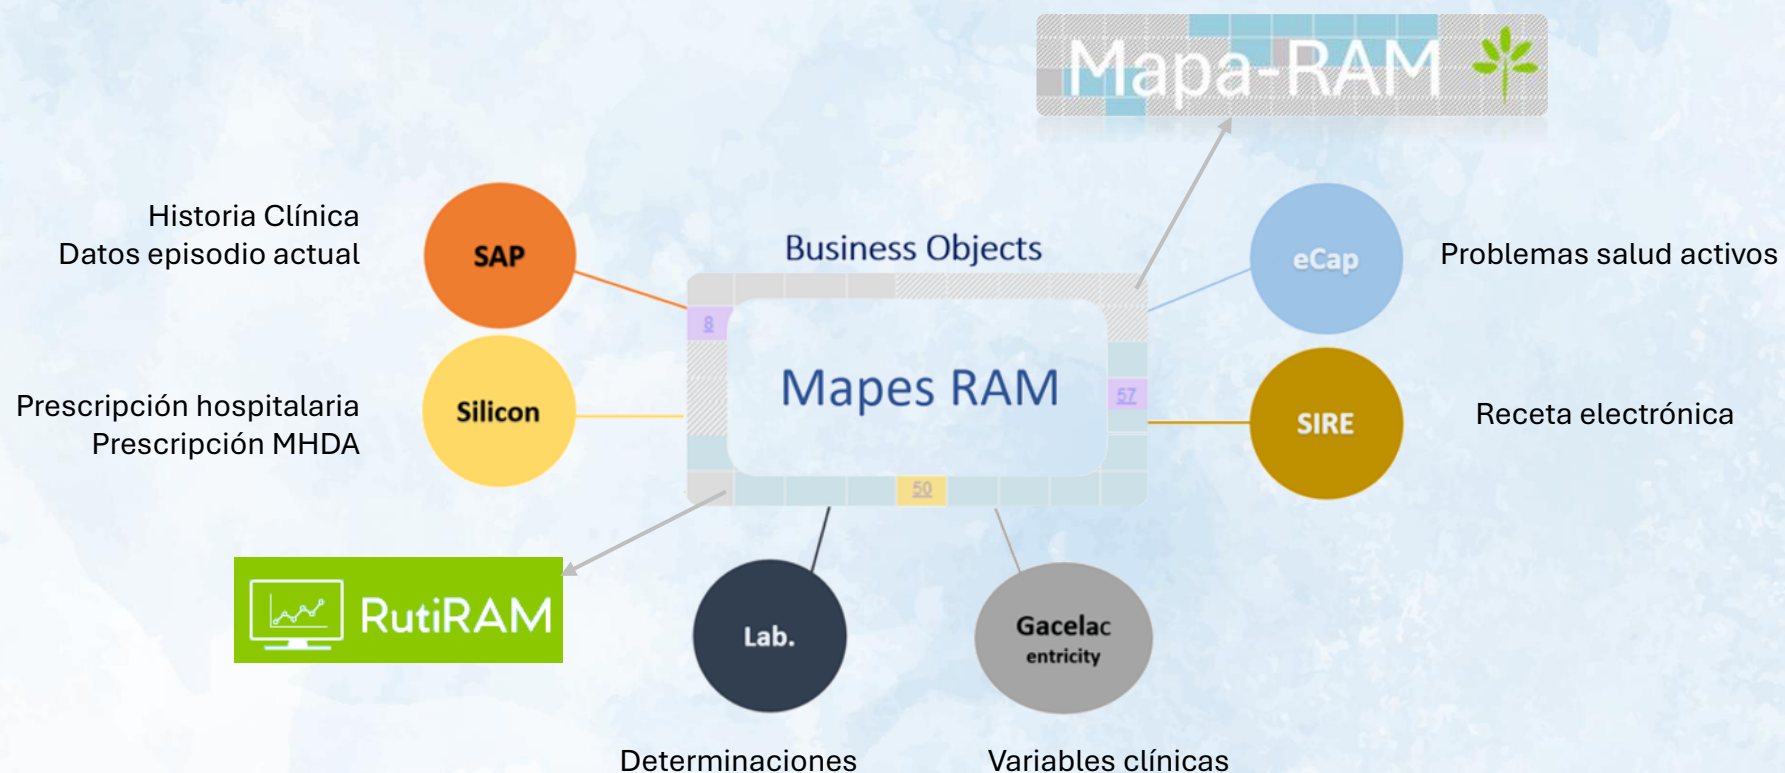 Mapa-RAM
Historia Clínica
Datos episodio actual
SAP
Business Objects
eCap
Problemas salud activos
8
Mapes RAM
57
Prescripción hospitalaria
Prescripción MHDA
Silicon
SIRE
Receta electrónica
50
RutiRAM
Lab.
Gacelac
entricity
Determinaciones
Variables clínicas